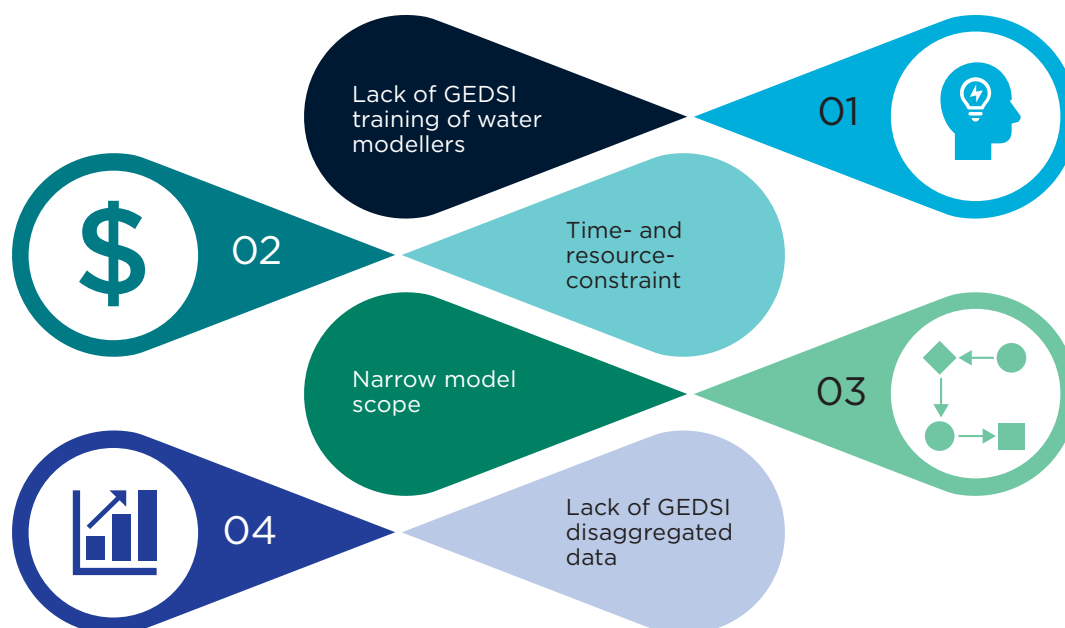 Lack of GEDSI
training of water
modellers
01
02
Time- and
resource-
constraint
Narrow model
scope
03
04
Lack of GEDSI
disaggregated
data